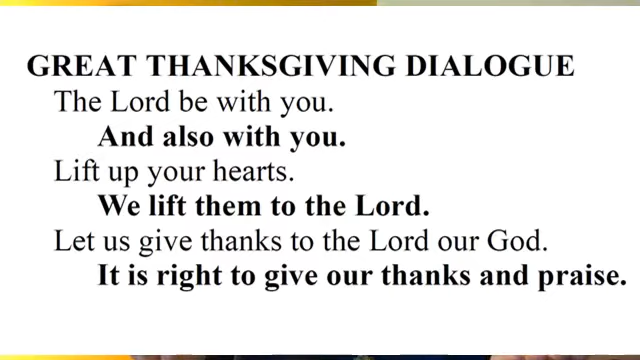 GREAT THANKSGIVING DIALOGUE
The Lord be with you.
And also with you.
Lift up your hearts.
We lift them to the Lord.
Let us give thanks to the Lord our God.
It is right to give our thanks and praise.